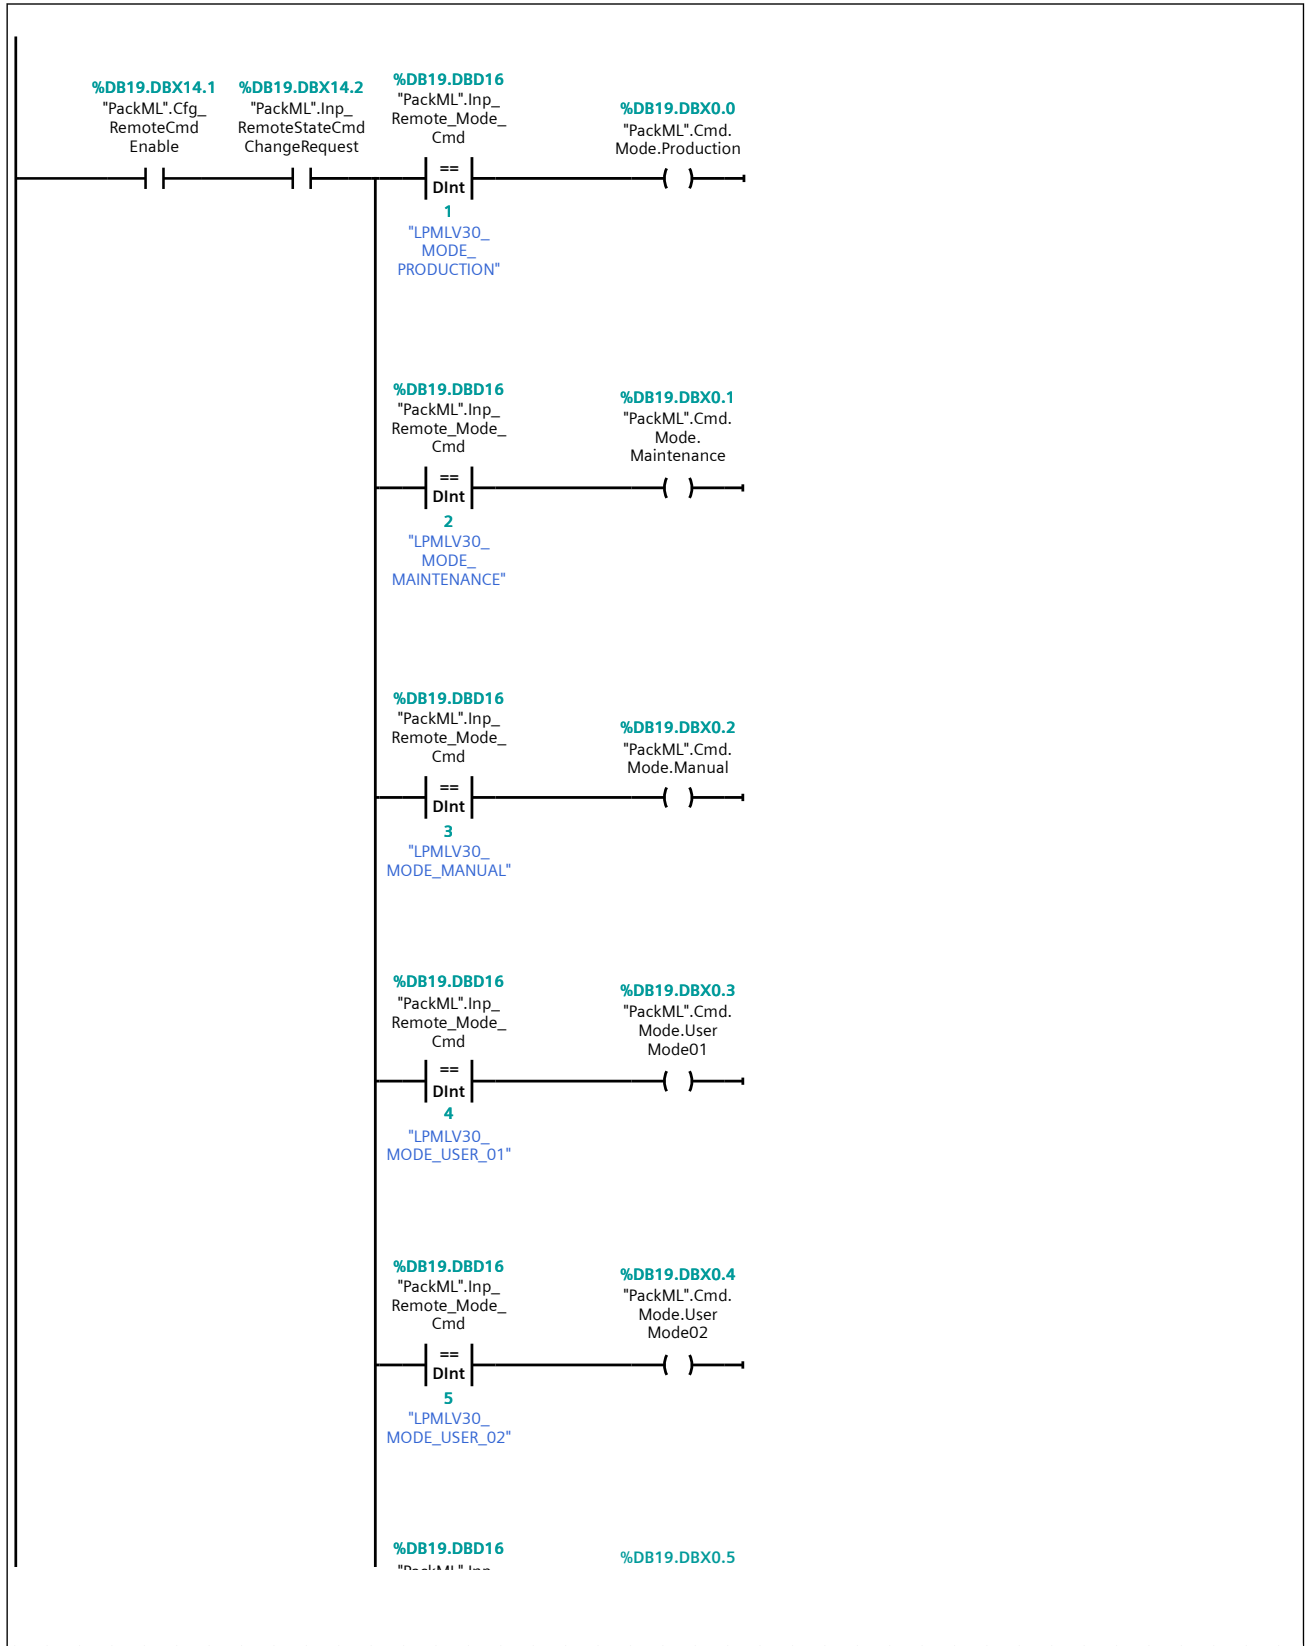 %DB19.DBX14.1
"PackML".Cfg_
RemoteCmd
Enable
%DB19.DBX14.2
"PackML".Inp_
RemoteStateCmd
ChangeRequest
%DB19.DBD16
"PackML".Inp_
Remote_Mode_
Cmd
==
DInt
1
"LPMLV30_
MODE_
PRODUCTION"
%DB19.DBX0.0
"PackML".Cmd.
Mode.Production
%DB19.DBD16
"PackML".Inp_
Remote_Mode_
Cmd
==
DInt
2
"LPMLV30_
MODE_
MAINTENANCE"
%DB19.DBX0.1
"PackML".Cmd.
Mode.
Maintenance
%DB19.DBD16
"PackML".Inp_
Remote_Mode_
Cmd
==
DInt
3
"LPMLV30_
MODE_MANUAL"
%DB19.DBX0.2
"PackML".Cmd.
Mode.Manual
%DB19.DBD16
"PackML".Inp_
Remote_Mode_
Cmd
==
DInt
4
"LPMLV30_
MODE_USER_01"
%DB19.DBX0.3
"PackML".Cmd.
Mode.User
Mode01
%DB19.DBD16
"PackML".Inp_
Remote_Mode_
Cmd
==
DInt
5
"LPMLV30_
MODE_USER_02"
%DB19.DBX0.4
"PackML".Cmd.
Mode.User
Mode02
%DB19.DBD16
"PackML".Inp_
%DB19.DBX0.5